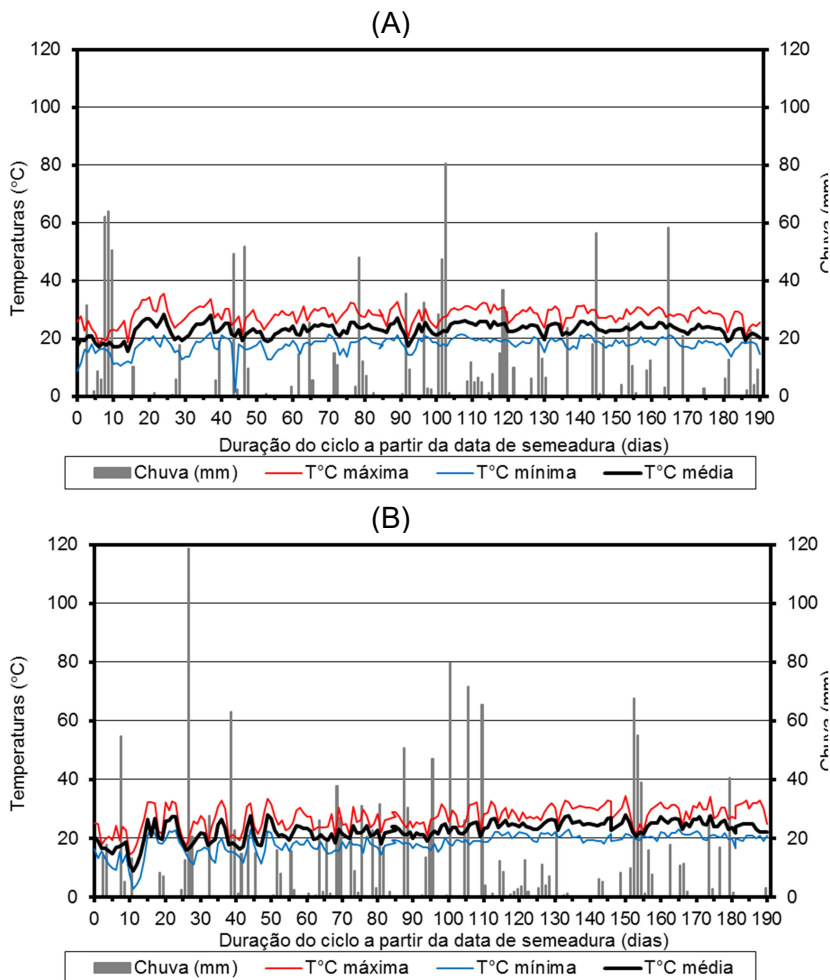 (A)
120 120
100 100
80 80
60 60
40 40
20 20
0 0
Temperaturas (°C)
Chuva (mm)
0 10 20 30 40 50 60 70 80 90 100 110 120 130 140 150 160 170 180 190
Duração do ciclo a partir da data de semeadura (dias)
Chuva (mm) T°C máxima T°C mínima T°C média
(B)
120 120
100 100
80 80
60 60
40 40
20 20
0 0
Temperaturas (°C)
Chuva (mm)
0 10 20 30 40 50 60 70 80 90 100 110 120 130 140 150 160 170 180 190
Duração do ciclo a partir da data de semeadura (dias)
Chuva (mm) T°C máxima T°C mínima T°C média